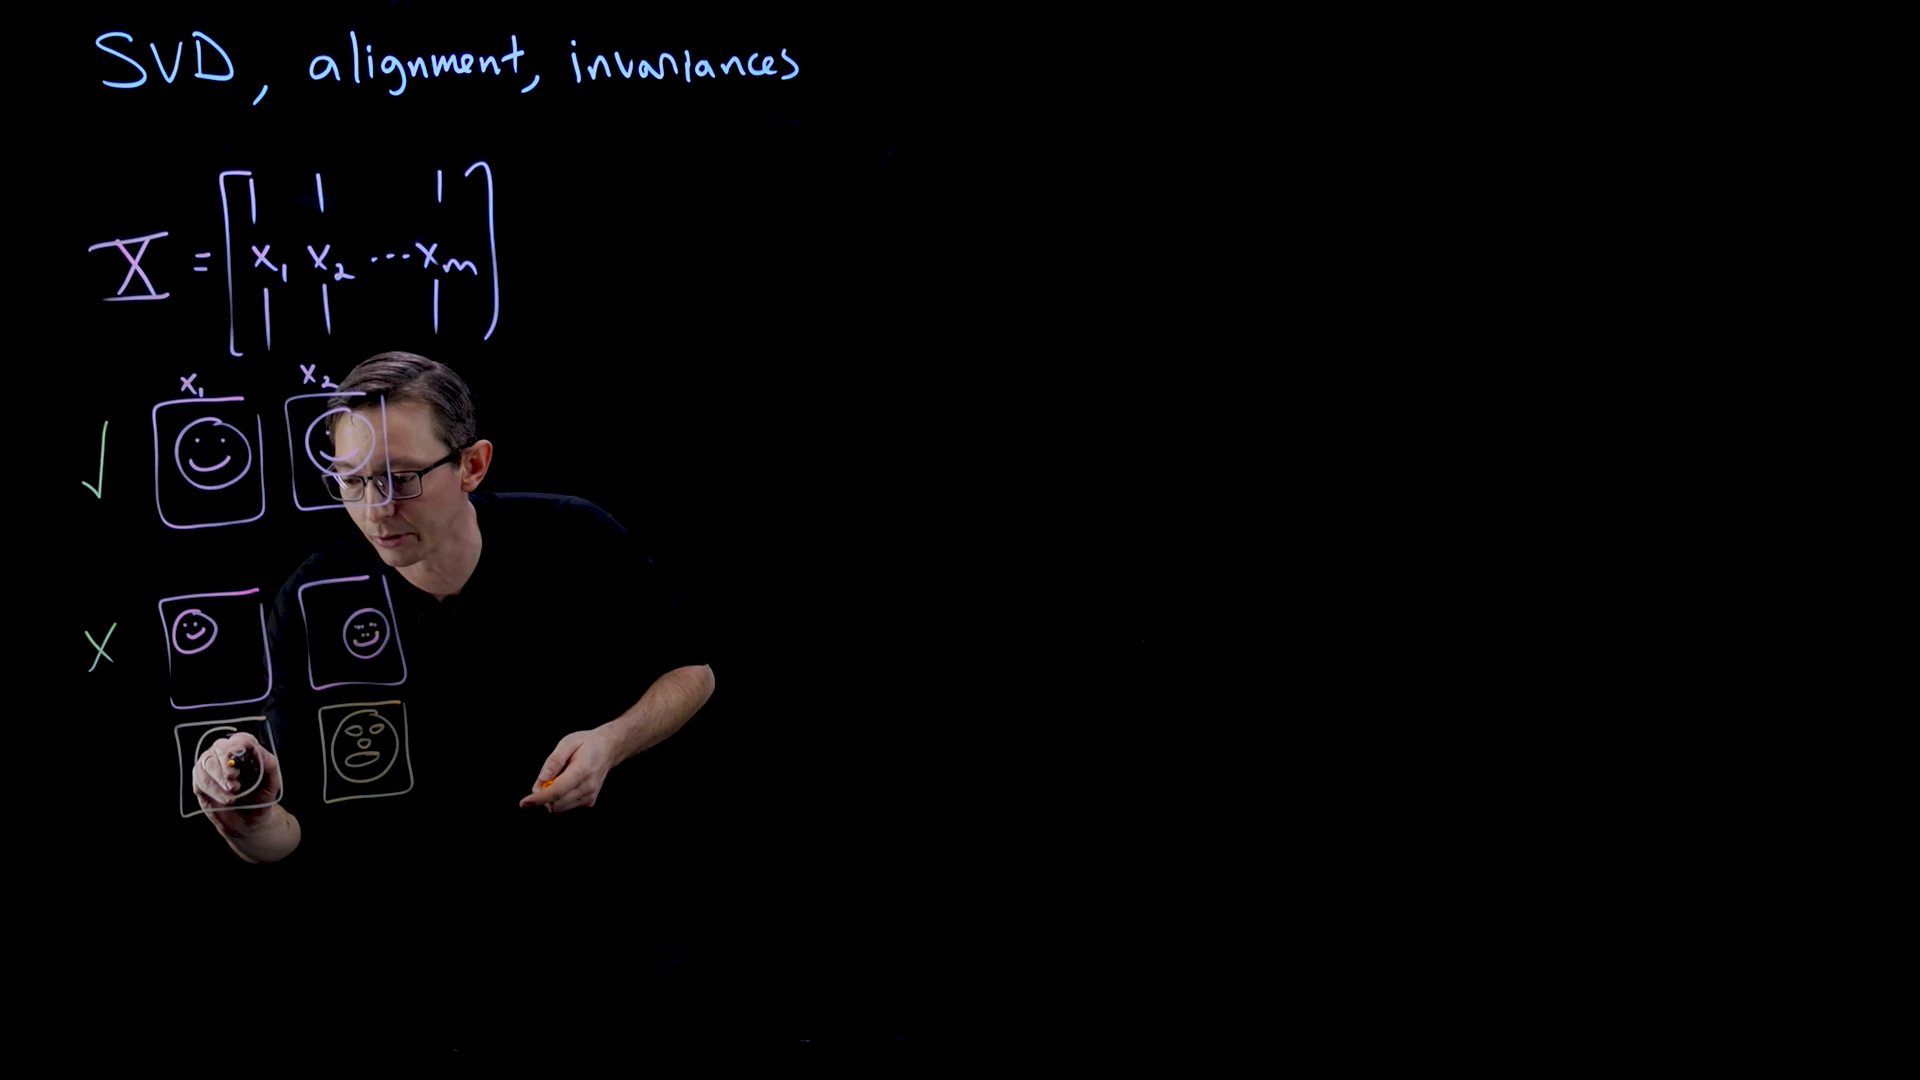 SVD, alignment, invariances
X = [ x₁ x₂ ... xₘ ]
x₁ x₂
✓
X